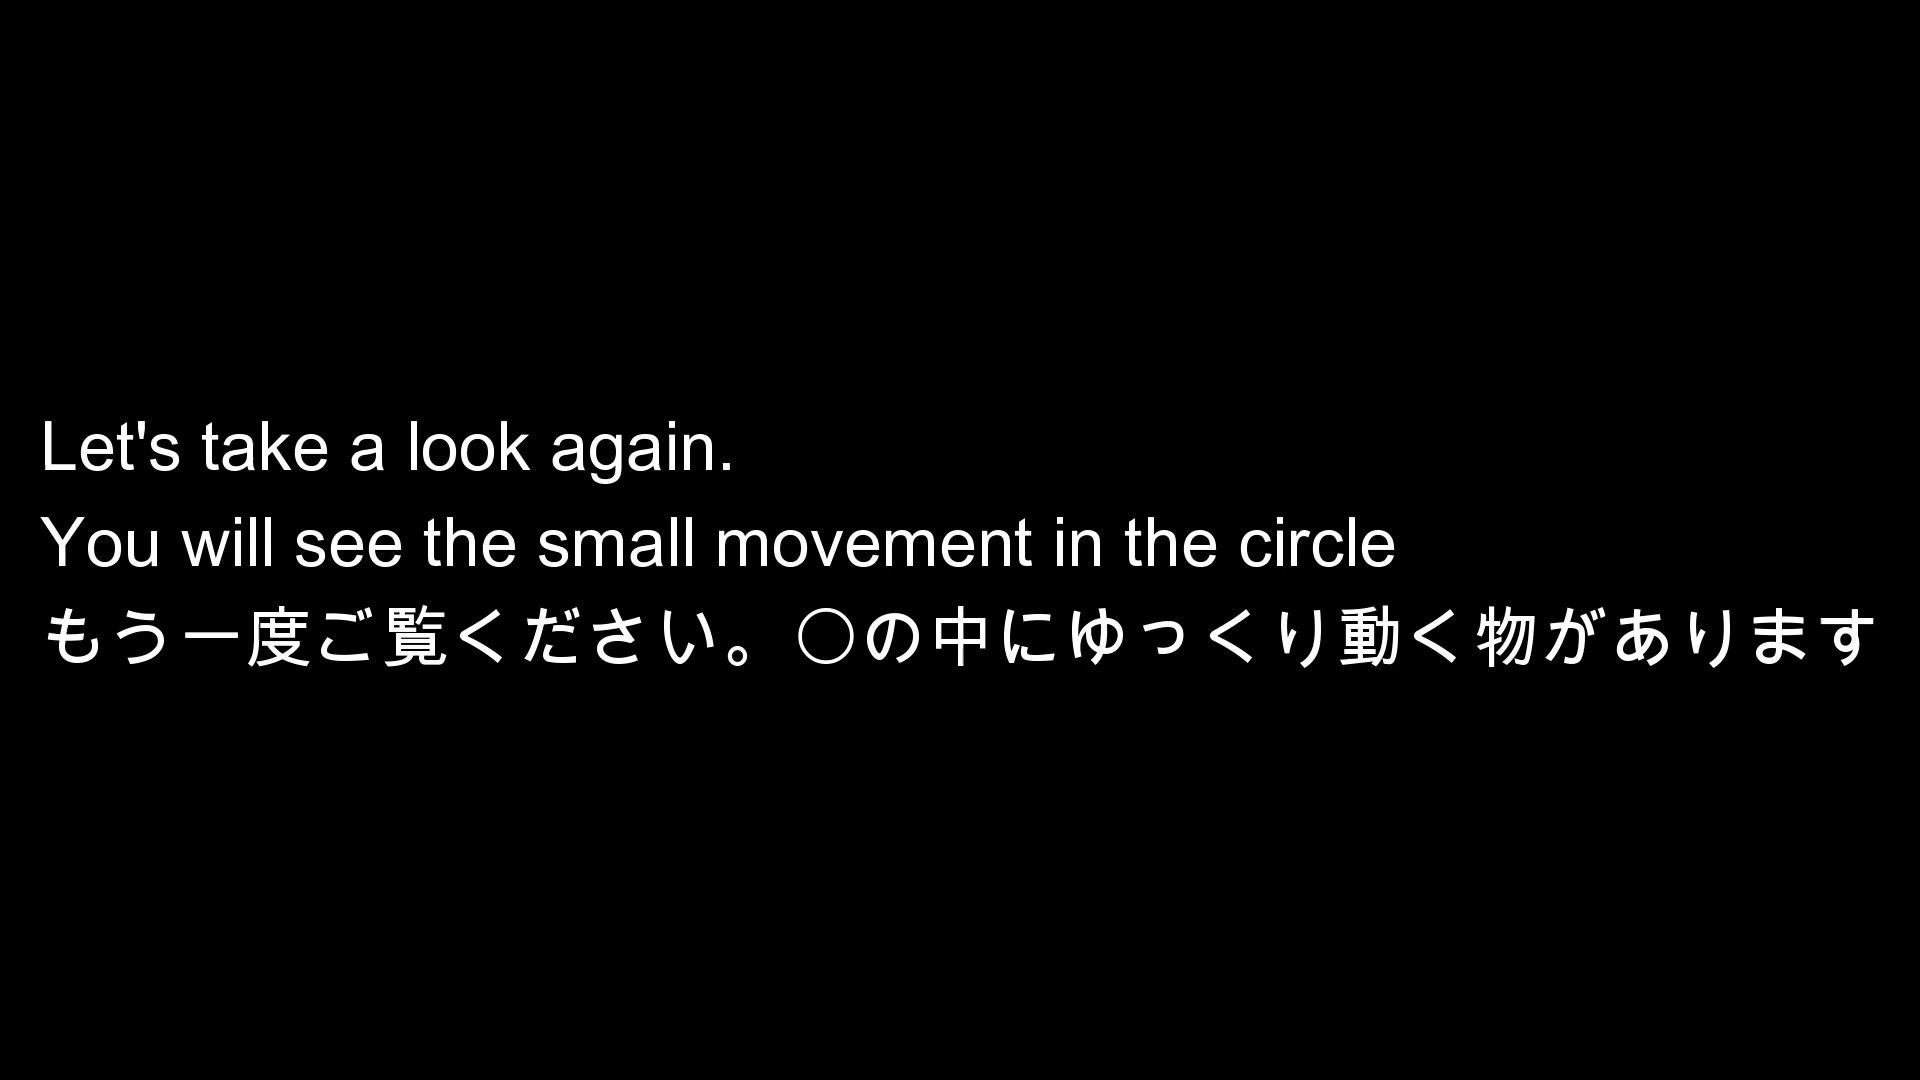 Let's take a look again.
You will see the small movement in the circle
もう一度ご覧ください。○の中にゆっくり動く物があります